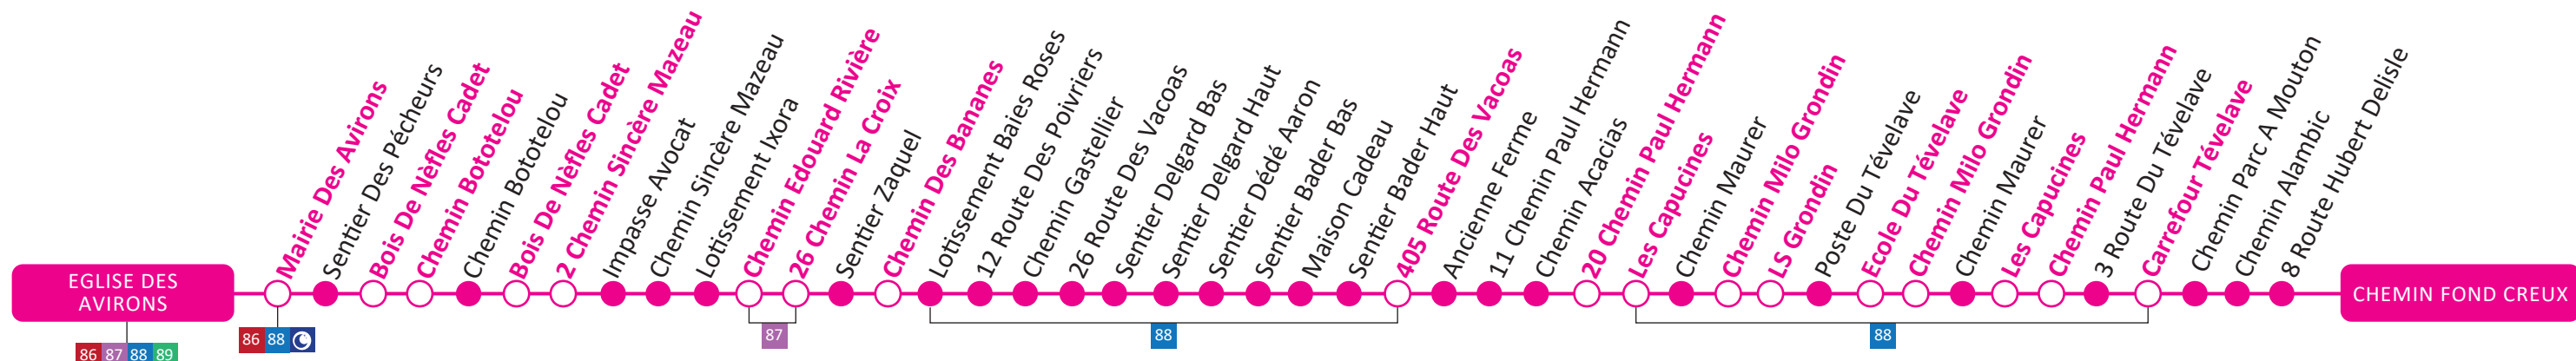 EGLISE DES
AVIRONS
86 87 88 89
Mairie Des Avirons
86 88
Sentier Des Pécheurs
Bois De Nèfles Cadet
Chemin Bototelou
Chemin Bototelou
Bois De Nèfles Cadet
2 Chemin Sincère Mazeau
Impasse Avocat
Chemin Sincère Mazeau
Lotissement Ixora
Chemin Edouard Rivière
26 Chemin La Croix
87
Sentier Zaquel
Chemin Des Bananes
Lotissement Baies Roses
12 Route Des Poivriers
Chemin Gastellier
26 Route Des Vacoas
Sentier Delgard Bas
Sentier Delgard Haut
Sentier Dédé Aaron
Sentier Bader Bas
Maison Cadeau
Sentier Bader Haut
405 Route Des Vacoas
88
Ancienne Ferme
11 Chemin Paul Hermann
Chemin Acacias
20 Chemin Paul Hermann
Les Capucines
Chemin Maurer
Chemin Milo Grondin
LS Grondin
Poste Du Tévelave
Ecole Du Tévelave
Chemin Milo Grondin
Chemin Maurer
Les Capucines
Chemin Paul Hermann
3 Route Du Tévelave
Carrefour Tévelave
88
Chemin Parc A Mouton
Chemin Alambic
8 Route Hubert Delisle
CHEMIN FOND CREUX